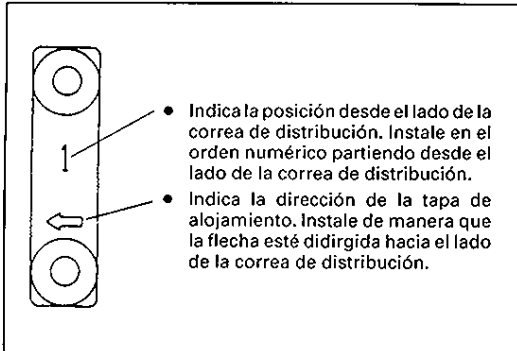 1
● Indica la posición desde el lado de la
correa de distribución. Instale en el
orden numérico partiendo desde el
lado de la correa de distribución.
● Indica la dirección de la tapa de
alojamiento. Instale de manera que
la flecha esté didirgida hacia el lado
de la correa de distribución.